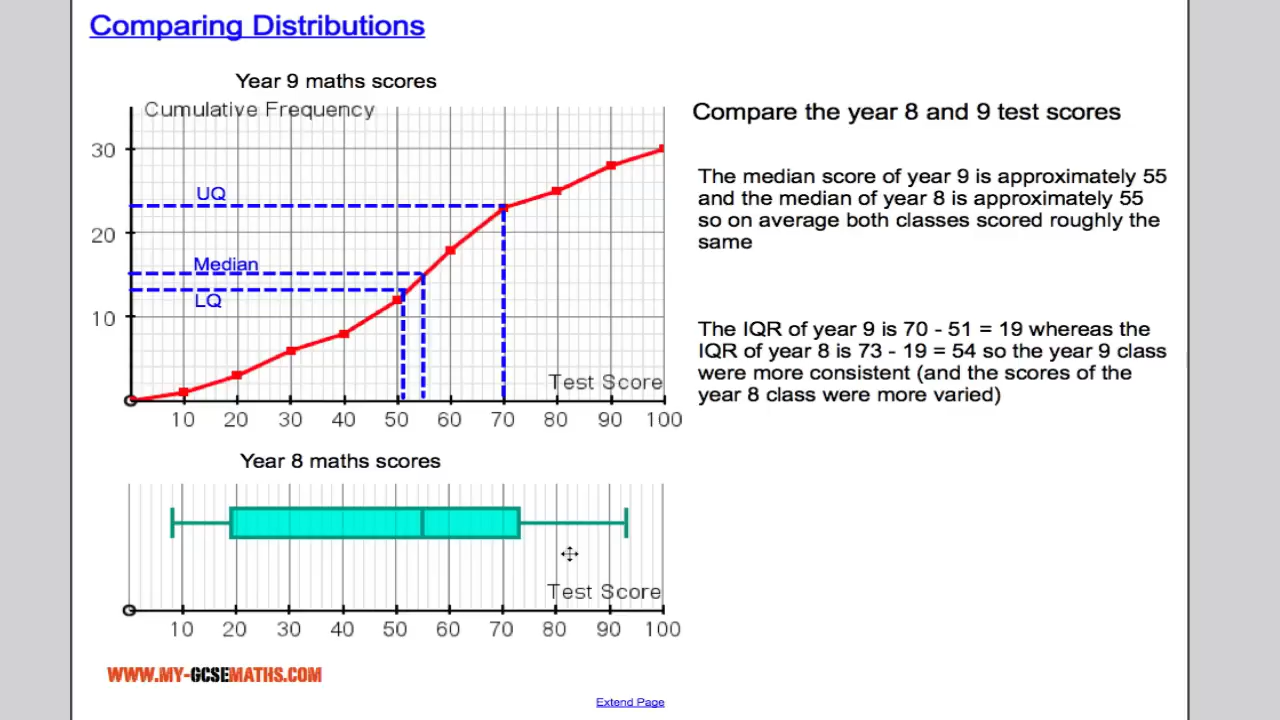 Comparing Distributions
Year 9 maths scores
Cumulative Frequency
30
20
10
UQ
Median
LQ
Test Score
10 20 30 40 50 60 70 80 90 100
Year 8 maths scores
Test Score
10 20 30 40 50 60 70 80 90 100
Compare the year 8 and 9 test scores
The median score of year 9 is approximately 55
and the median of year 8 is approximately 55
so on average both classes scored roughly the
same
The IQR of year 9 is 70 - 51 = 19 whereas the
IQR of year 8 is 73 - 19 = 54 so the year 9 class
were more consistent (and the scores of the
year 8 class were more varied)
WWW.MY-GCSEMATHS.COM
Extend Page